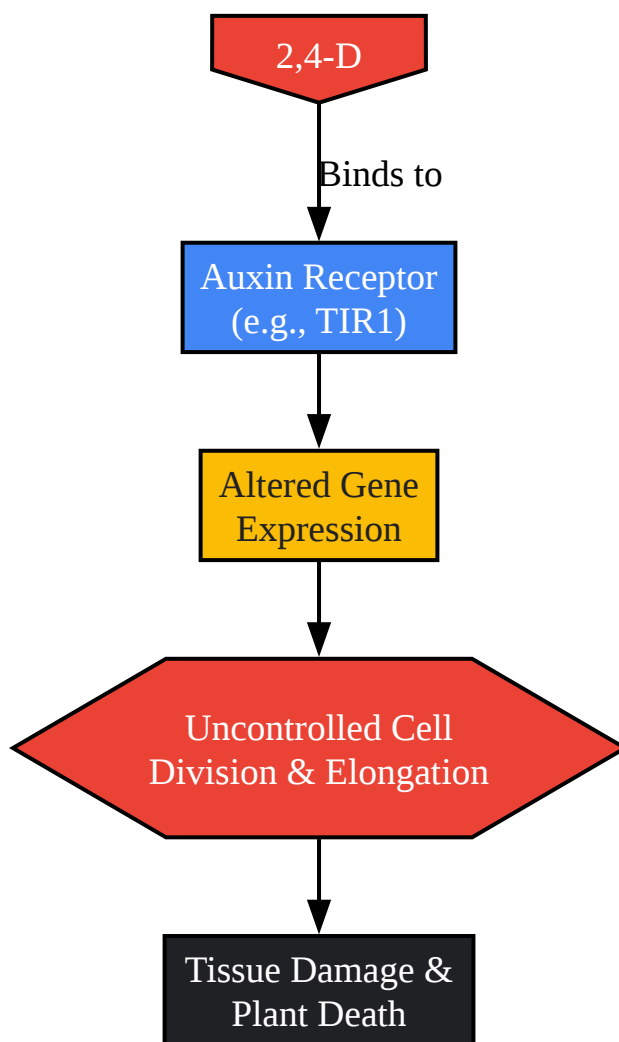 2,4-D
Binds to
Auxin Receptor
(e.g., TIR1)
Altered Gene
Expression
Uncontrolled Cell
Division & Elongation
Tissue Damage &
Plant Death